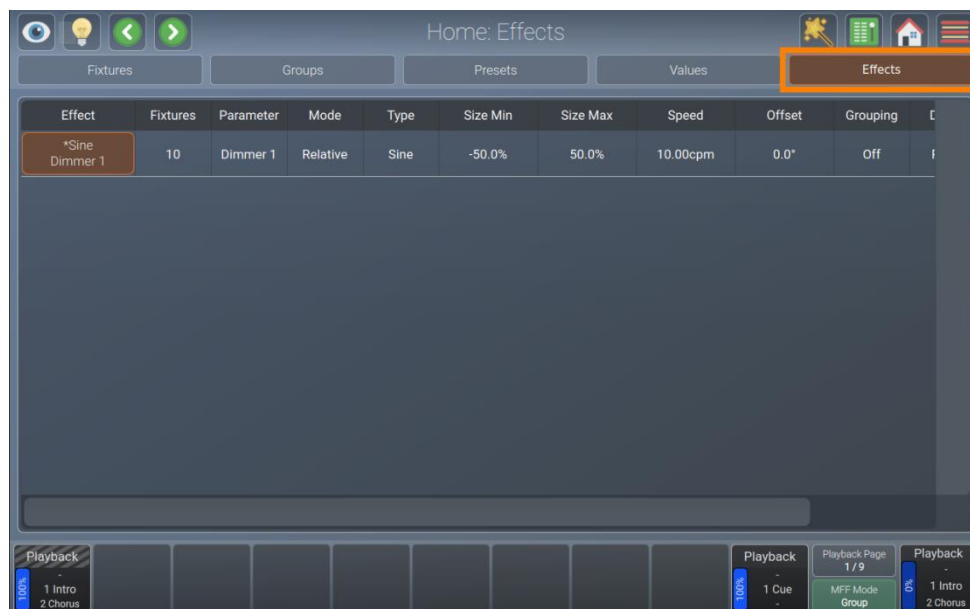 Home: Effects
Fixtures Groups Presets Values Effects
Effect Fixtures Parameter Mode Type Size Min Size Max Speed Offset Grouping
*Sine
Dimmer 1
10 Dimmer 1 Relative Sine -50.0% 50.0% 10.00cpm 0.0° Off
Playback
-
100%
1 Intro
2 Chorus
Playback
-
100%
1 Cue
-
Playback Page
1/9
MFF Mode
Group
Playback
-
0%
1 Intro
2 Chorus